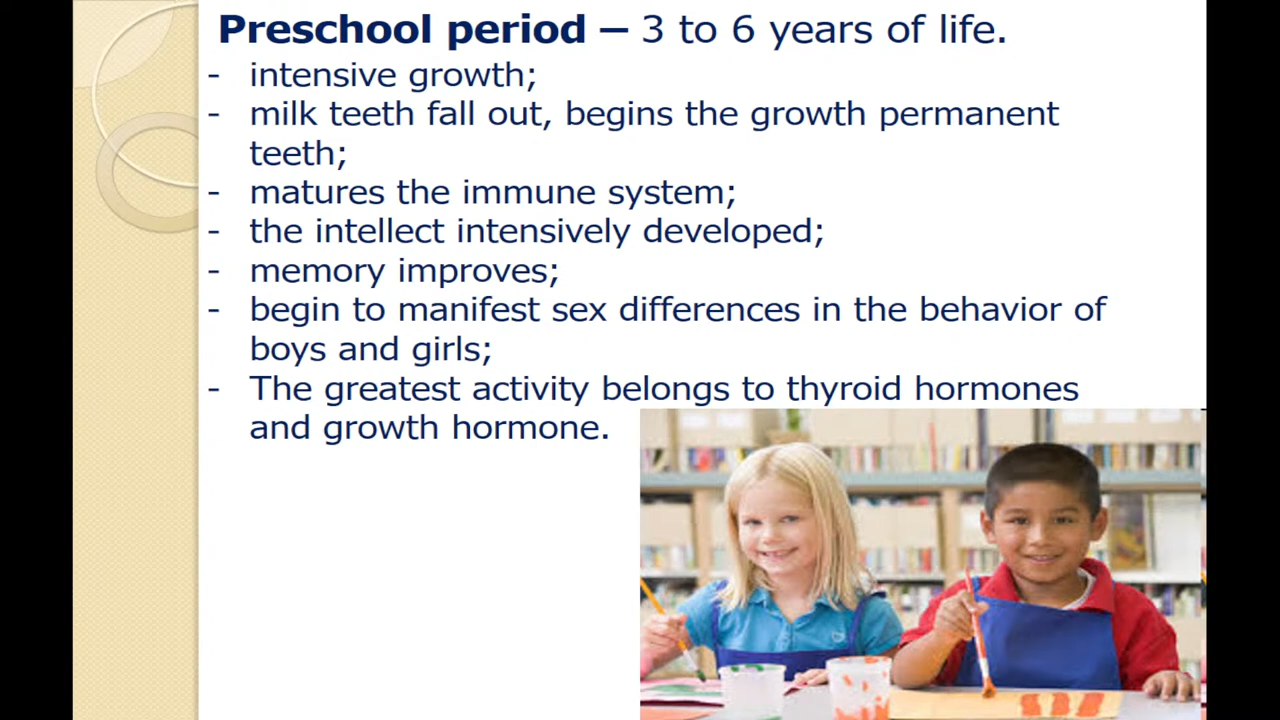 Preschool period – 3 to 6 years of life.
- intensive growth;
- milk teeth fall out, begins the growth permanent
teeth;
- matures the immune system;
- the intellect intensively developed;
- memory improves;
- begin to manifest sex differences in the behavior of
boys and girls;
- The greatest activity belongs to thyroid hormones
and growth hormone.